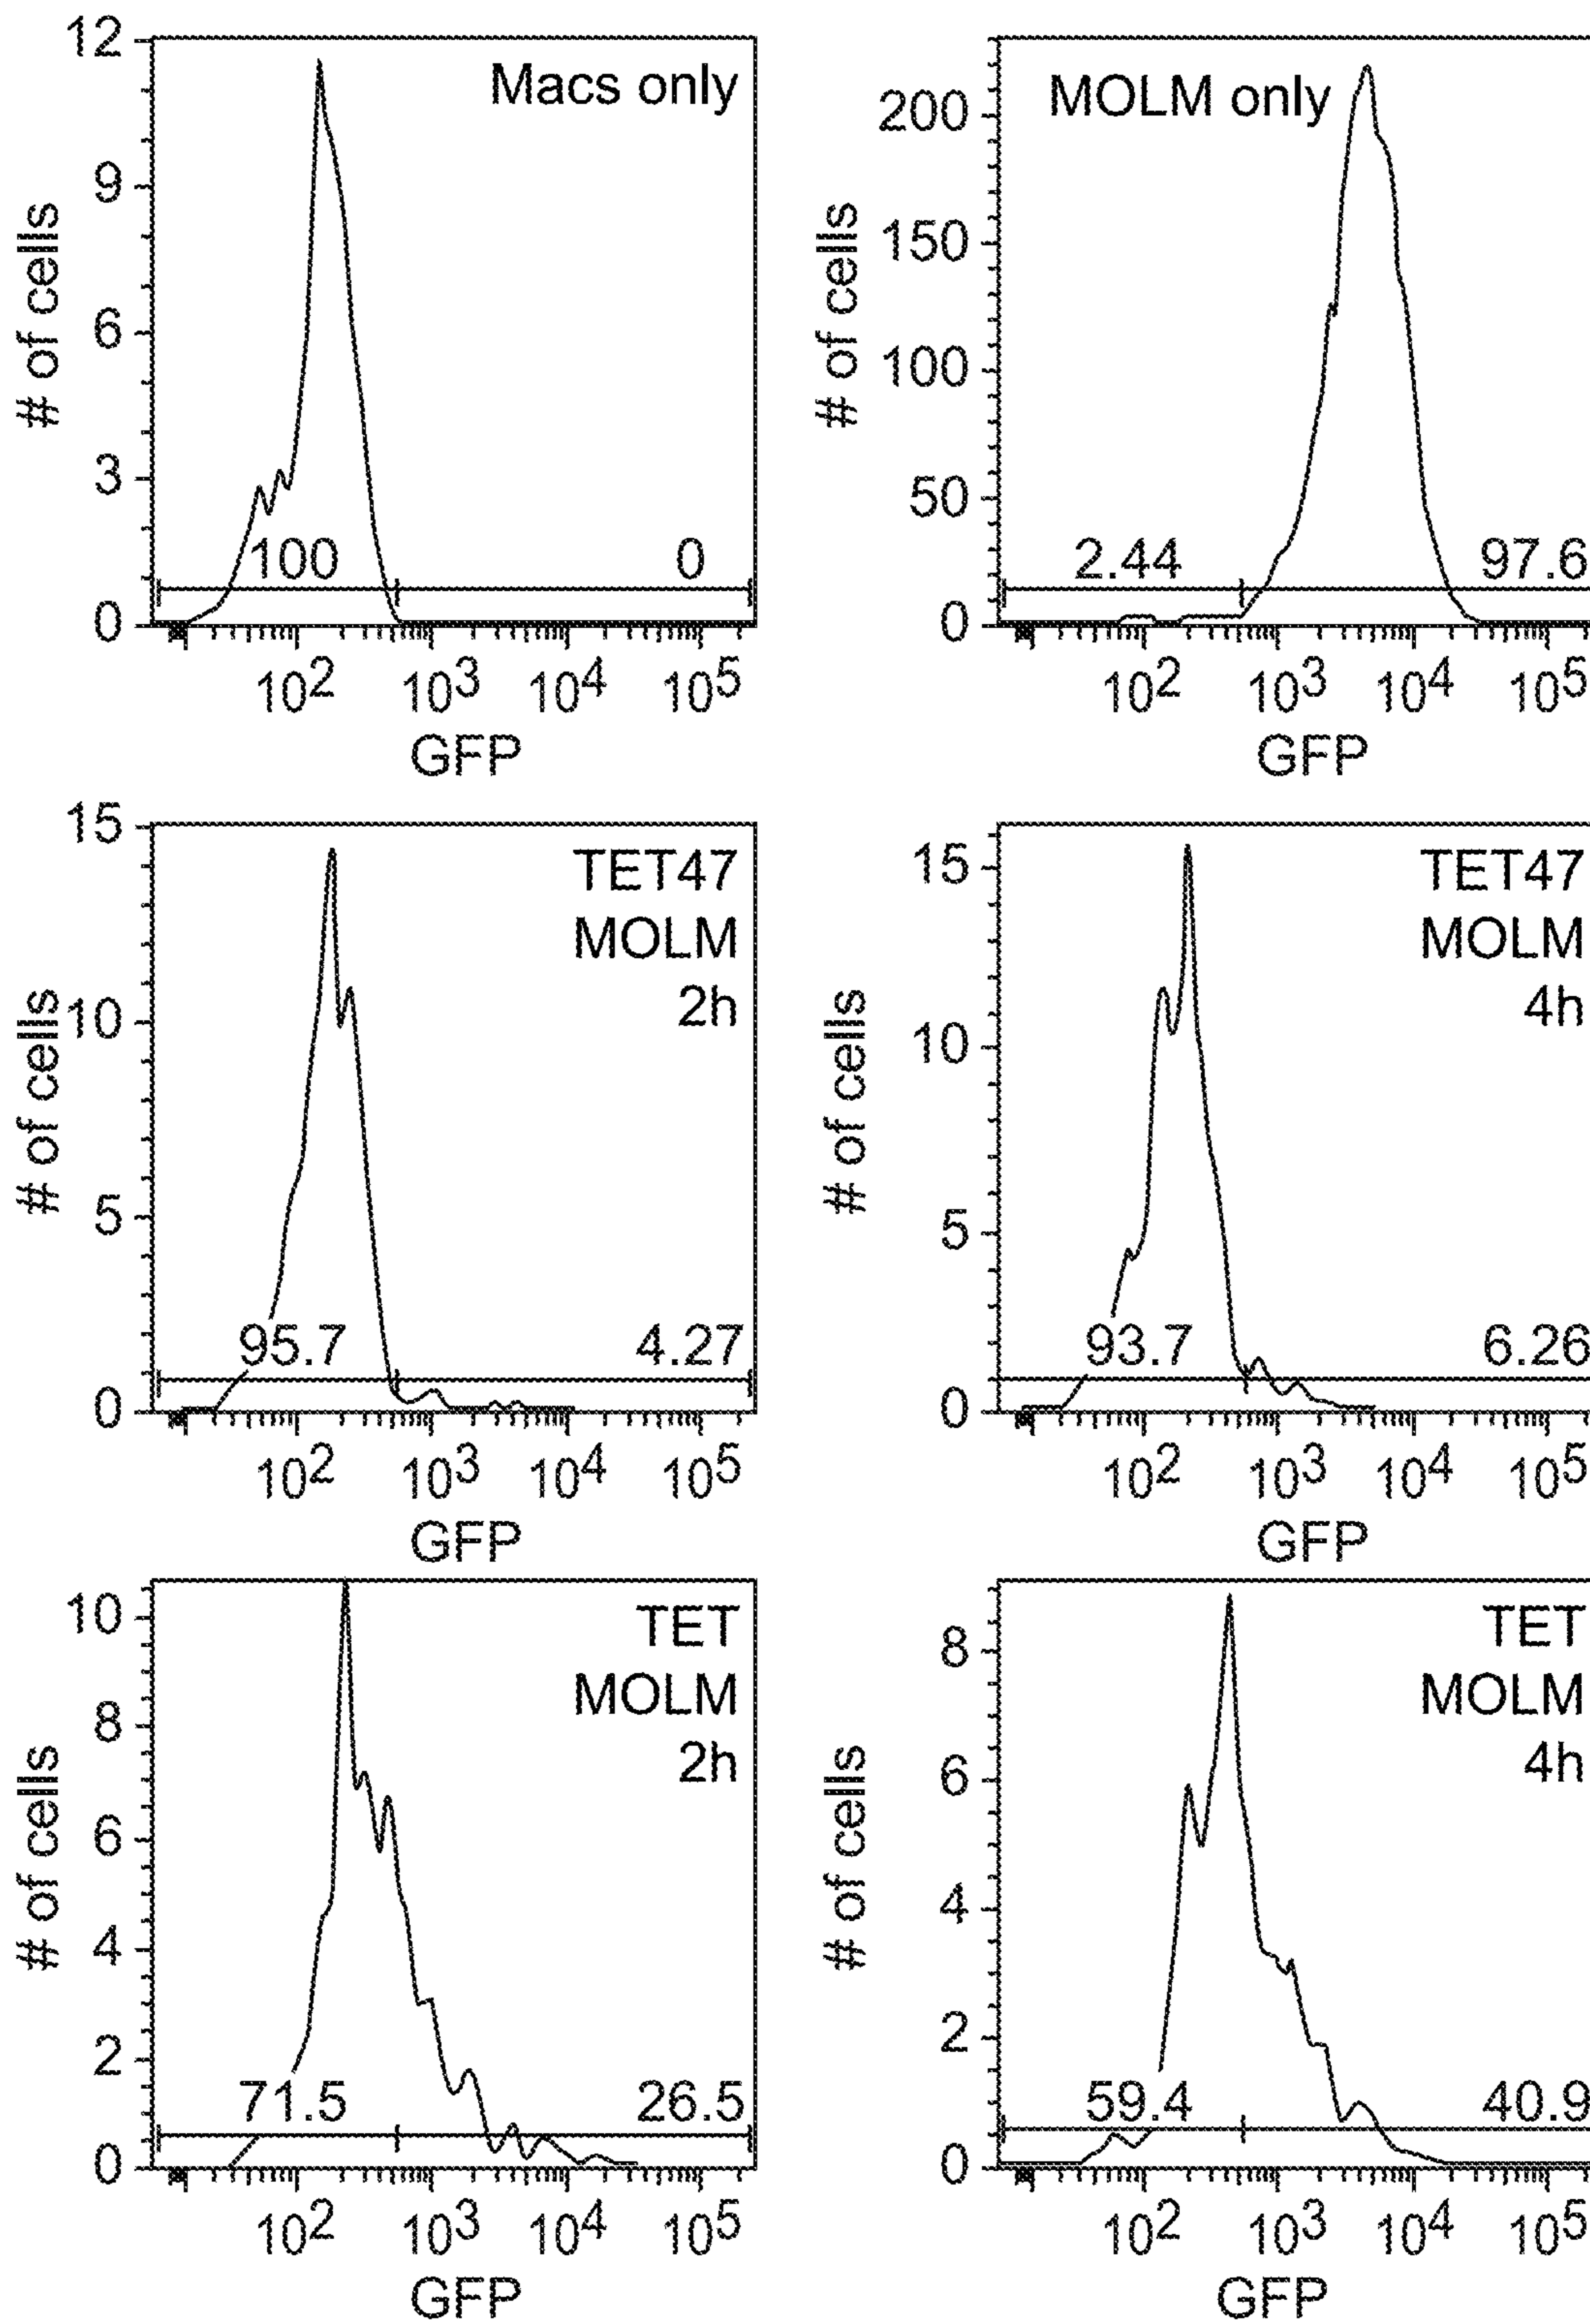 12
9
6
3
0
# of cells
Macs only
100
0
10² 10³ 10⁴ 10⁵
GFP
200
150
100
50
0
# of cells
MOLM only
2.44
97.6
10² 10³ 10⁴ 10⁵
GFP
15
10
5
0
# of cells
TET47
MOLM
2h
95.7
4.27
10² 10³ 10⁴ 10⁵
GFP
15
10
5
0
# of cells
TET47
MOLM
4h
93.7
6.26
10² 10³ 10⁴ 10⁵
GFP
10
8
6
4
2
0
# of cells
TET
MOLM
2h
71.5
26.5
10² 10³ 10⁴ 10⁵
GFP
8
6
4
2
0
# of cells
TET
MOLM
4h
59.4
40.9
10² 10³ 10⁴ 10⁵
GFP